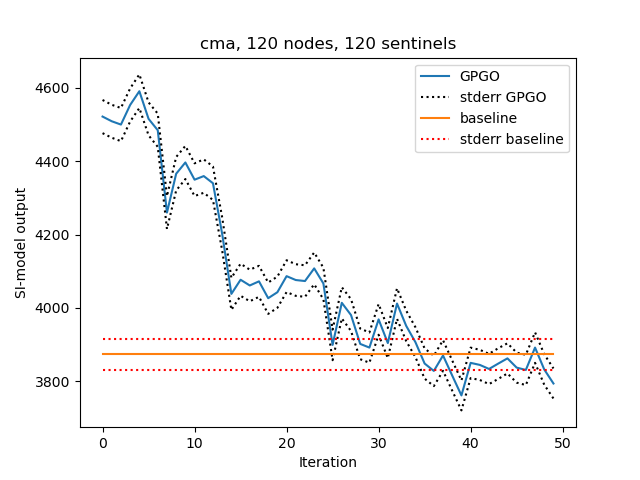 cma, 120 nodes, 120 sentinels
GPGO
stderr GPGO
baseline
stderr baseline
SI-model output
4600
4400
4200
4000
3800
0 10 20 30 40 50
Iteration